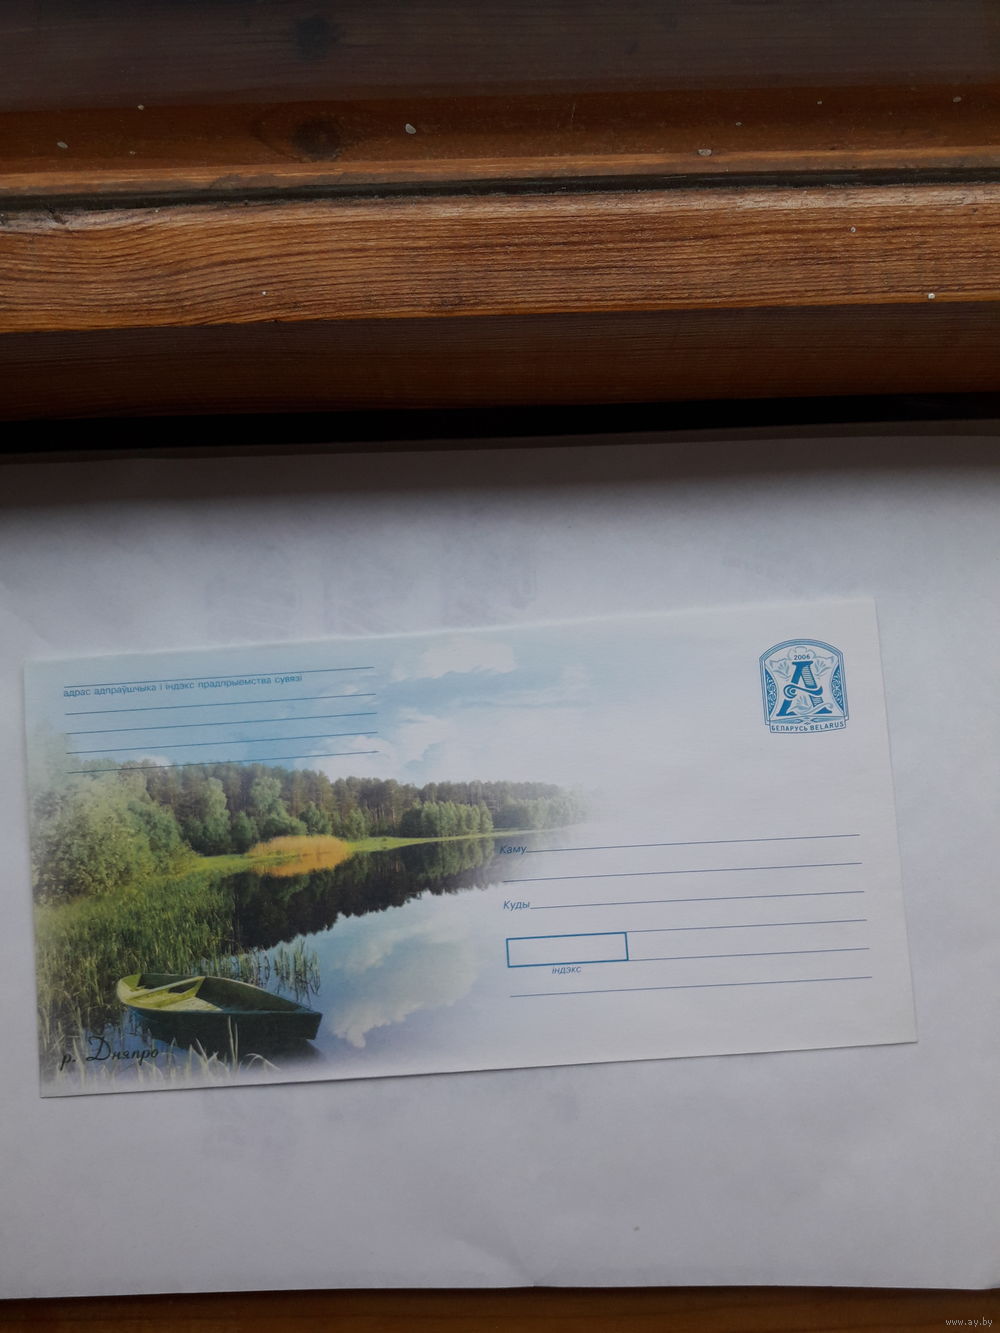 адрас адпраўшчыка і індэкс прадпрыемства сувязі
2006
А
БЕЛАРУСЬ BELARUS
Каму
Куды
індэкс
р. Дняпро
www.ay.by